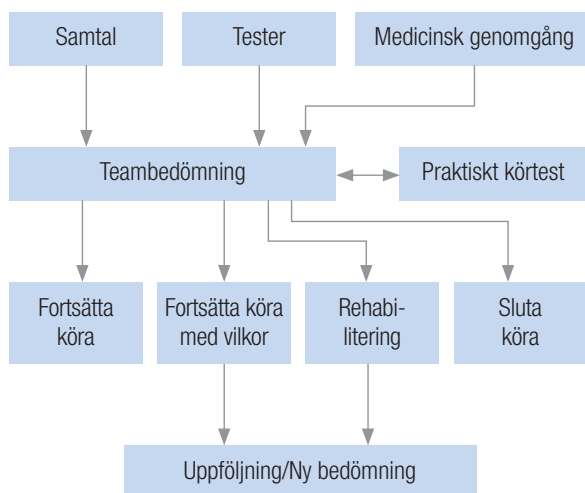 Samtal
Tester
Medicinsk genomgång
Teambedömning
Praktiskt körtest
Fortsätta
köra
Fortsätta köra
med vilkor
Rehabi-
litering
Sluta
köra
Uppföljning/Ny bedömning